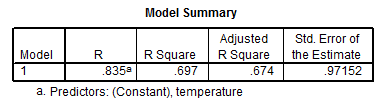 Model Summary
Model R R Square Adjusted R Square Std. Error of the Estimate
1 .835a .697 .674 .97152
a. Predictors: (Constant), temperature